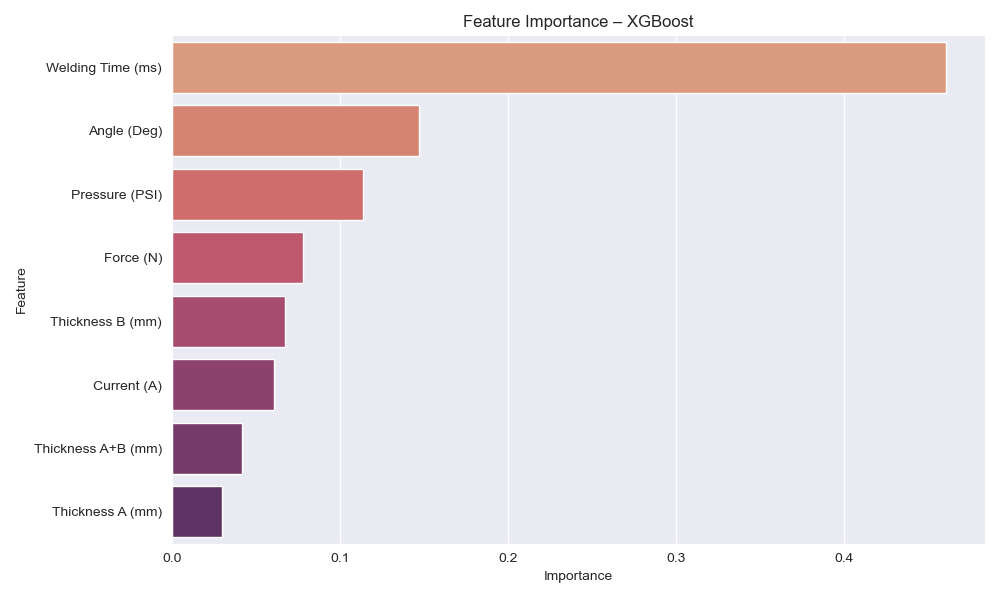 Feature Importance – XGBoost
Feature
Welding Time (ms)
Angle (Deg)
Pressure (PSI)
Force (N)
Thickness B (mm)
Current (A)
Thickness A+B (mm)
Thickness A (mm)
0.0 0.1 0.2 0.3 0.4
Importance